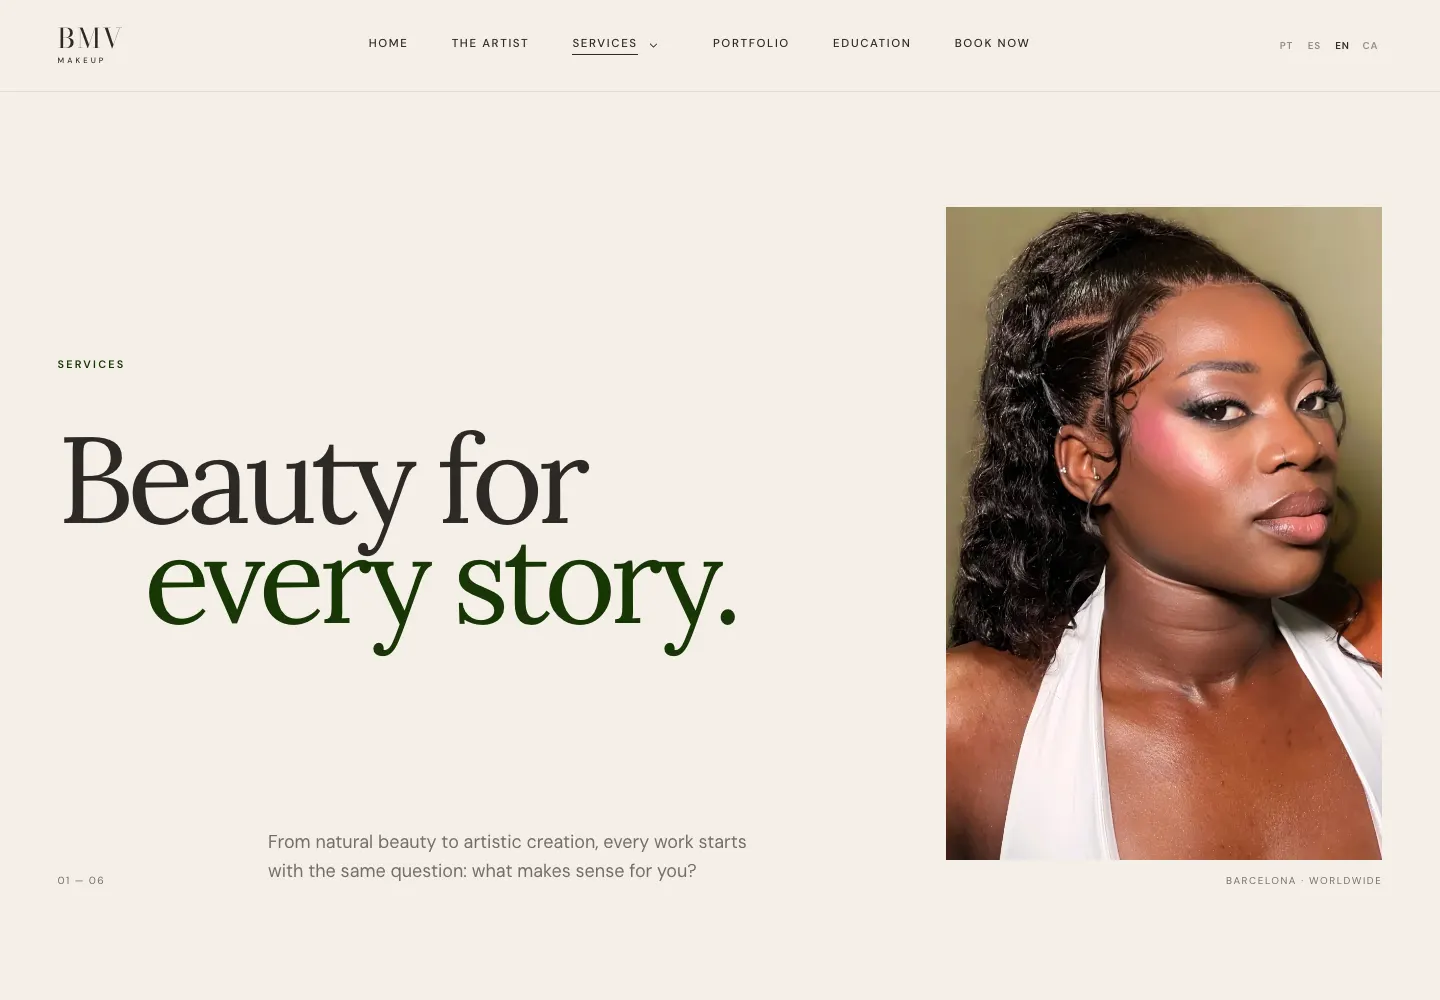 BMV
MAKEUP
HOME
THE ARTIST
SERVICES
PORTFOLIO
EDUCATION
BOOK NOW
PT ES EN CA
SERVICES
Beauty for
every story.
From natural beauty to artistic creation, every work starts
with the same question: what makes sense for you?
01 — 06
BARCELONA · WORLDWIDE